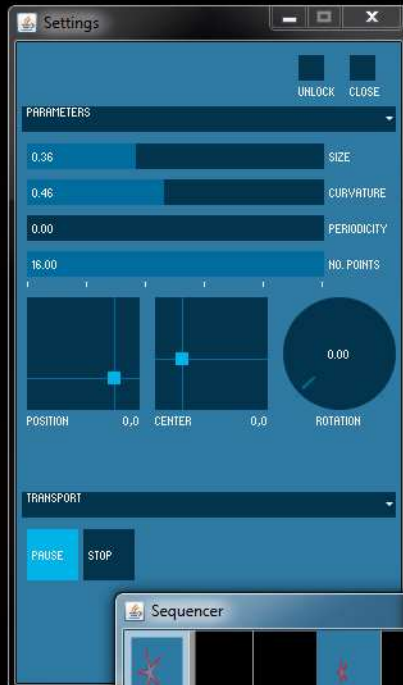 Settings
UNLOCK CLOSE
PARAMETERS
0.36 SIZE
0.46 CURVATURE
0.00 PERIODICITY
16.00 NO. POINTS
0.00
POSITION 0,0 CENTER 0,0 ROTATION
TRANSPORT
PAUSE STOP
Sequencer